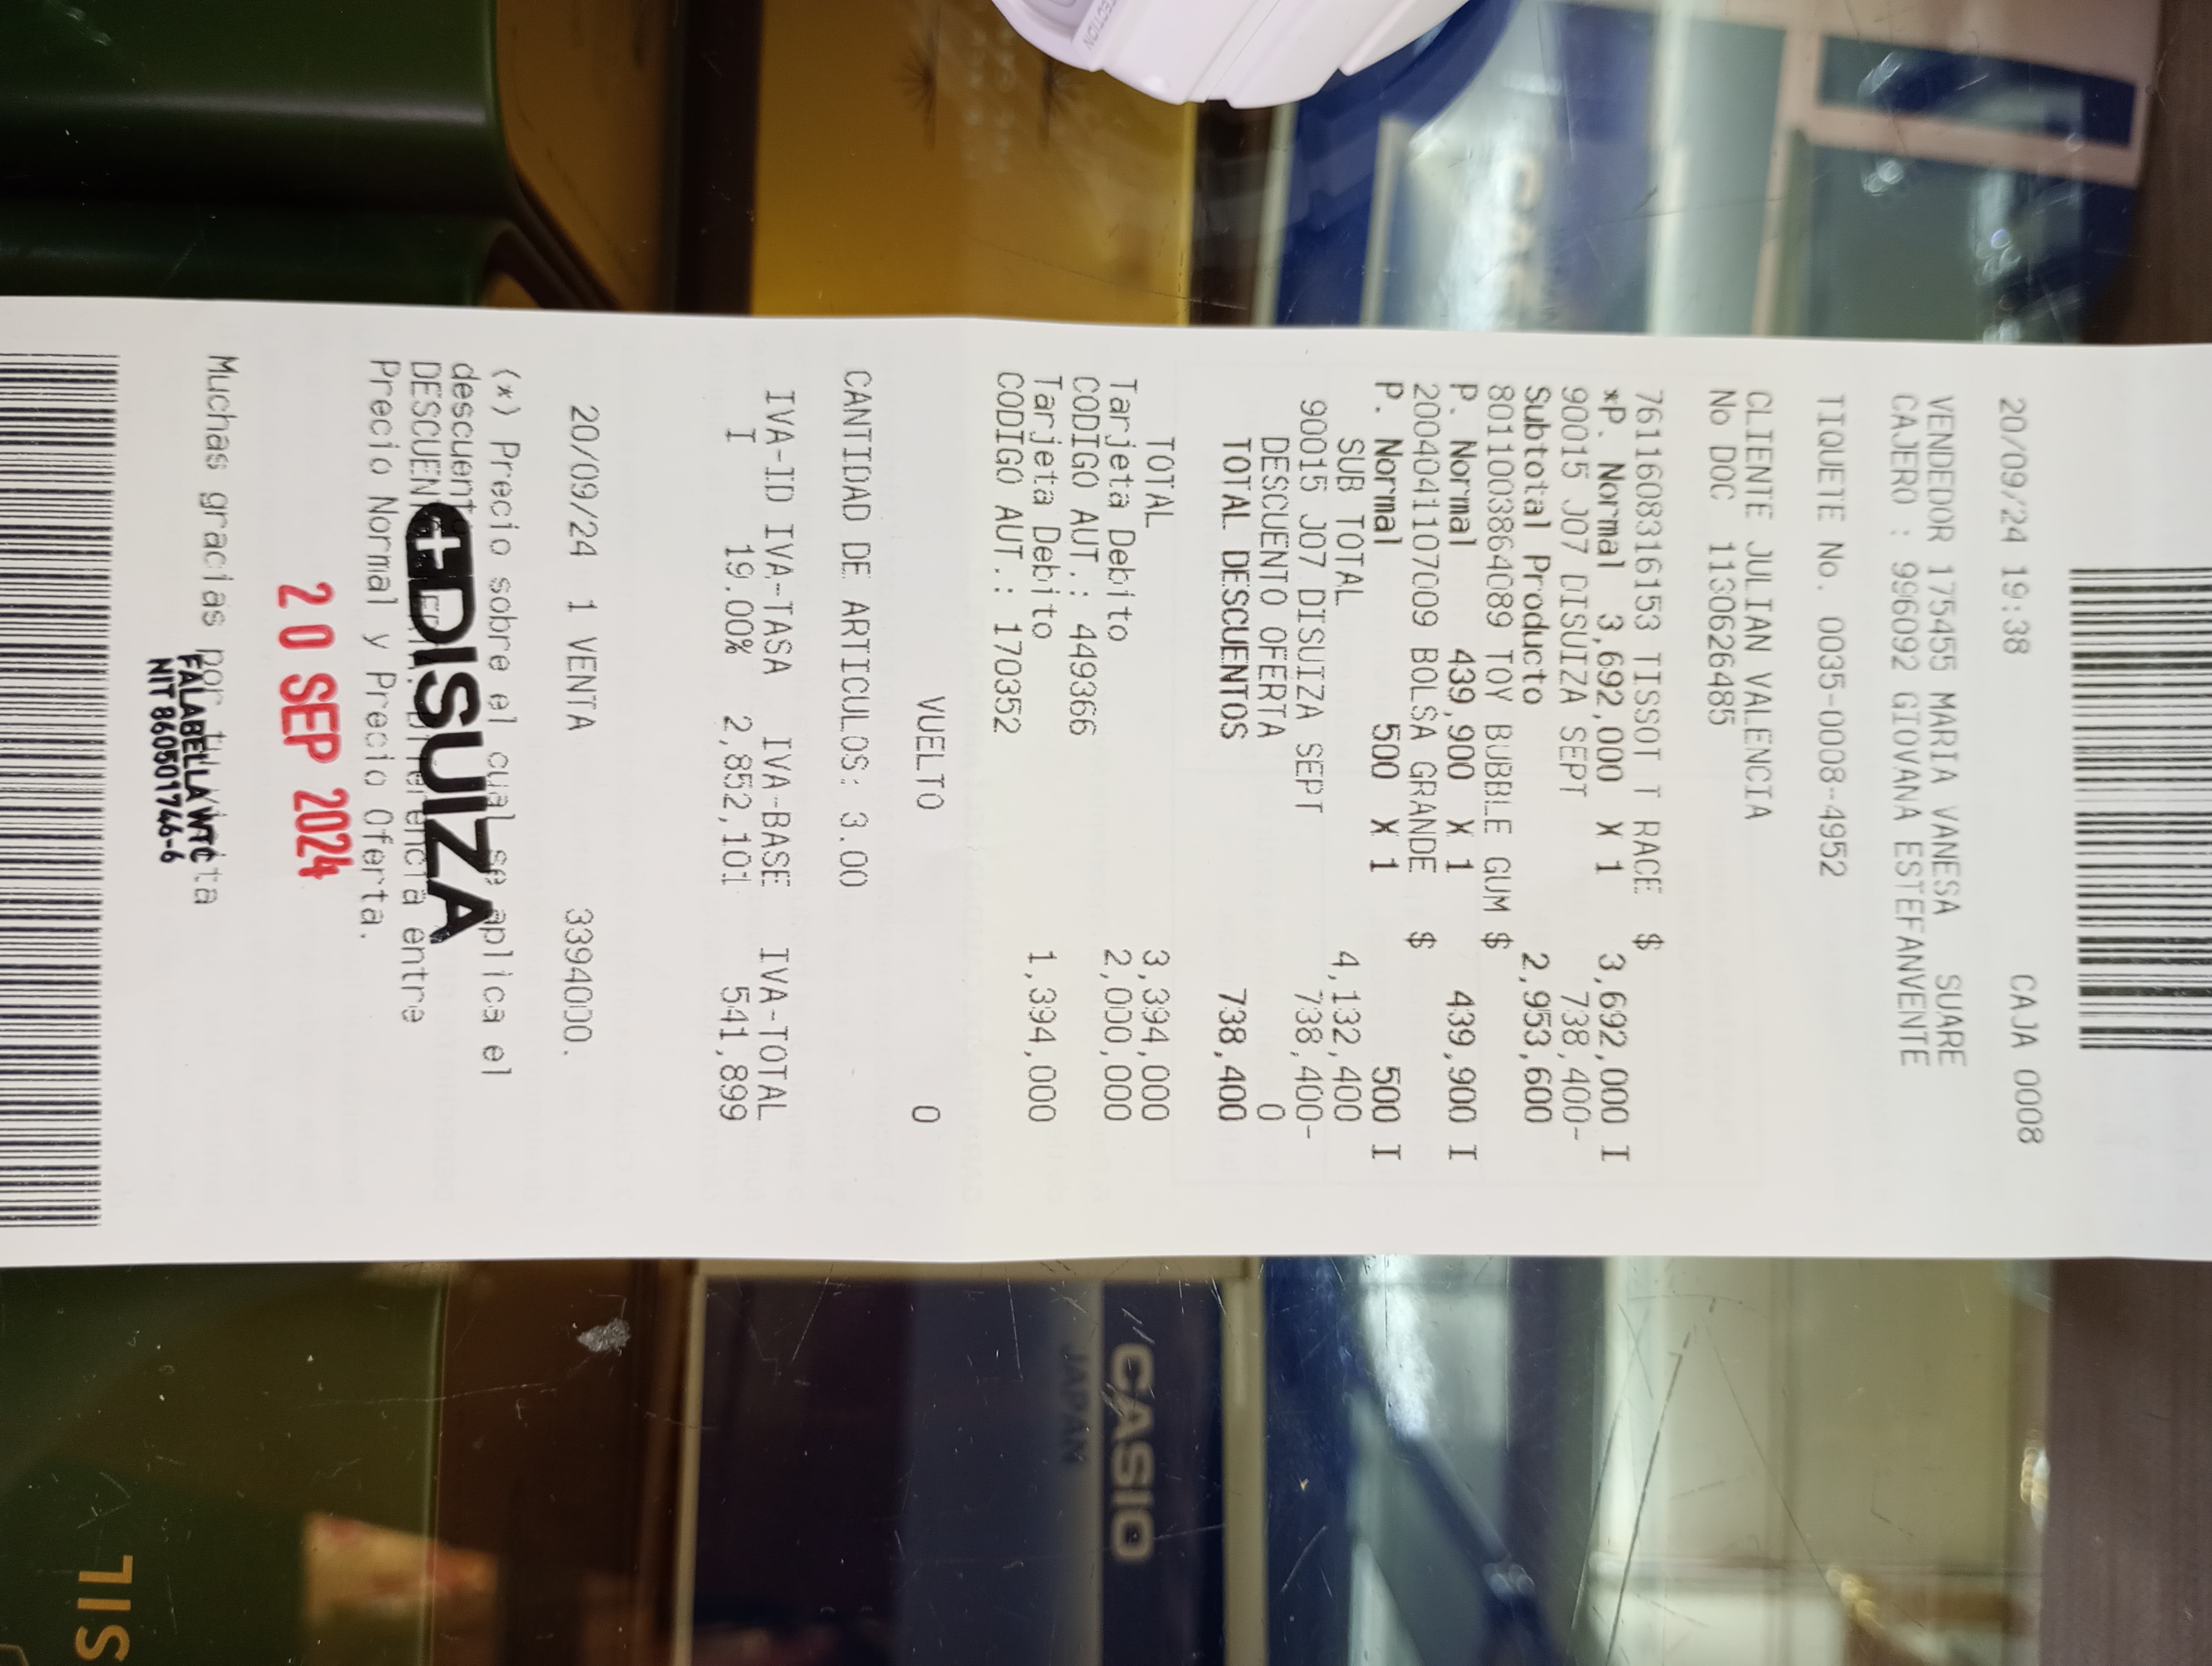 20/09/24 19:38 CAJA 0008
VENDEDOR 175455 MARIA VANESA SUARE
CAJERO : 996092 GIOVANA ESTEFANVENTE
TIQUETE No. 0035-0008-49952
CLIENTE JULIAN VALENCIA
No DOC 1130626485
7611608316153 TISSOT T RACE $
*P. Normal 3,692,000 X 1 3,692,000 I
90015 J07 DISUIZA SEPT 738,400-
Subtotal Producto 2,953,600
8011003864089 TOY BUBBLE GUM $
P. Normal 439,900 X 1 439,900 I
2004041107009 BOLSA GRANDE $
P. Normal 500 X 1 500 I
SUB TOTAL 4,132,400
90015 J07 DISUIZA SEPT 738,400-
DESCUENTO OFERTA 0
TOTAL DESCUENTOS 738,400
TOTAL 3,394,000
Tarjeta Debito 2,000,000
CODIGO AUT.: 449366
Tarjeta Debito 1,394,000
CODIGO AUT.: 170352
VUELTO 0
CANTIDAD DE ARTICULOS: 3.00
IVA-ID IVA-TASA IVA-BASE IVA-TOTAL
I 19.00% 2,852,101 541,899
20/09/24 1 VENTA 3394000.
(*) Precio sobre el cual se aplica el
descuent
DESCUEN entre
Precio Normal y Precio Oferta.
DISUIZA
20 SEP 2024
Muchas gracias por
FALABELLA WTC
NIT 860501746-6
CASIO
JAPAN
SIL